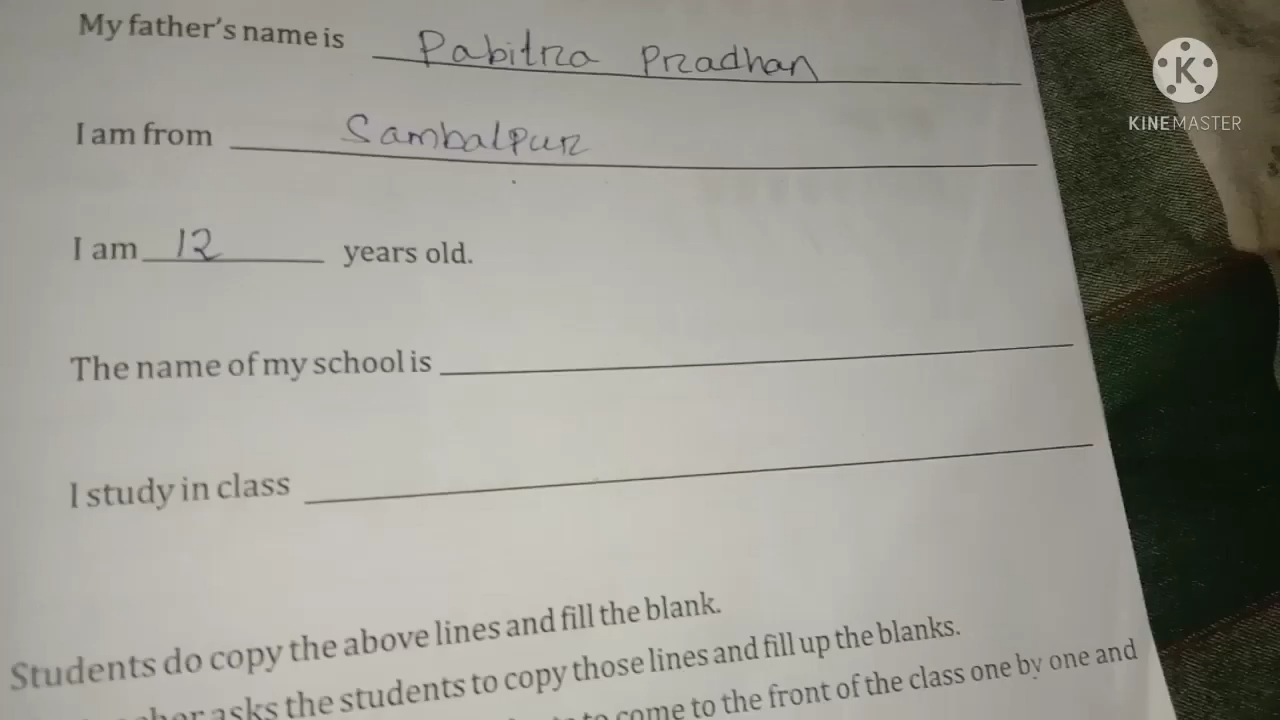 My father's name is Pabitra Pradhan
I am from Sambalpur
I am 12 years old.
The name of my school is
I study in class
Students do copy the above lines and fill the blank.
asks the students to copy those lines and fill up the blanks.
to come to the front of the class one by one and
K
KINEMASTER